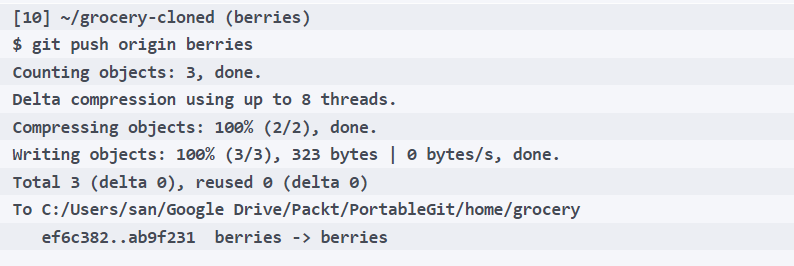 [10] ~/grocery-cloned (berries)
$ git push origin berries
Counting objects: 3, done.
Delta compression using up to 8 threads.
Compressing objects: 100% (2/2), done.
Writing objects: 100% (3/3), 323 bytes | 0 bytes/s, done.
Total 3 (delta 0), reused 0 (delta 0)
To C:/Users/san/Google Drive/Packt/PortableGit/home/grocery
   ef6c382..ab9f231  berries -> berries